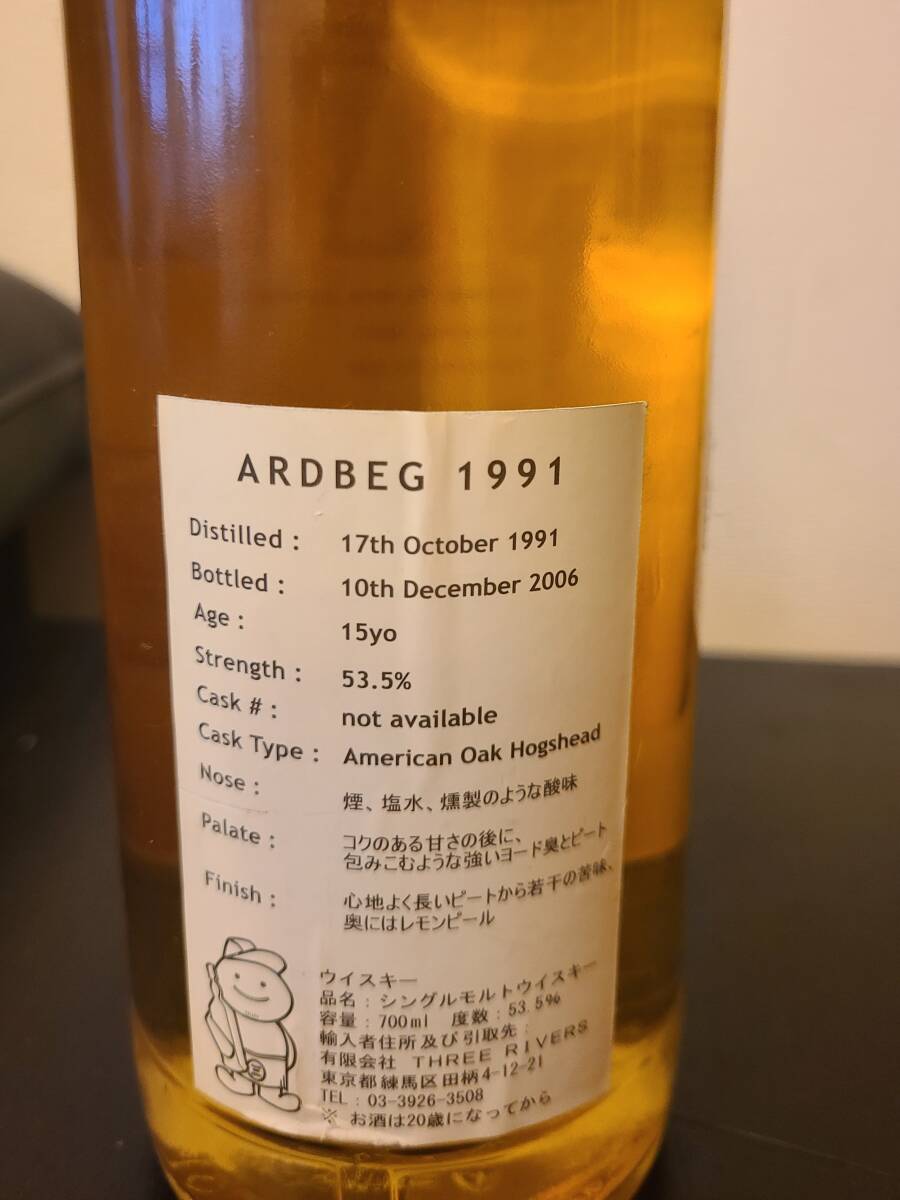 ARDBEG 1991
Distilled : 17th October 1991
Bottled : 10th December 2006
Age : 15yo
Strength : 53.5%
Cask # : not available
Cask Type : American Oak Hogshead
Nose : 煙、塩水、燻製のような酸味
Palate : コクのある甘さの後に、
包みこむような強いヨード臭とピート
Finish : 心地よく長いピートから若干の苦味、
奥にはレモンピール
ウイスキー
品名：シングルモルトウイスキー
容量：700ml 度数：53.5%
輸入者住所及び引取先：
有限会社 THREE RIVERS
東京都練馬区田柄4-12-21
TEL：03-3926-3508
※ お酒は20歳になってから
三